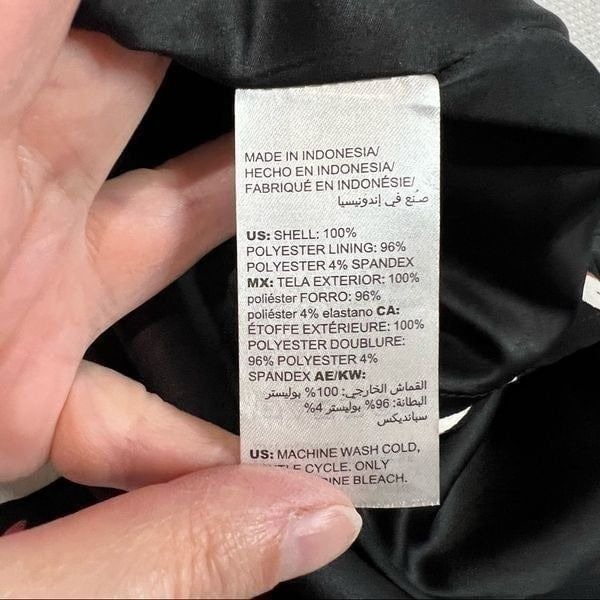 MADE IN INDONESIA/
HECHO EN INDONESIA/
FABRIQUÉ EN INDONÉSIE/
صُنع في إندونيسيا
US: SHELL: 100%
POLYESTER LINING: 96%
POLYESTER 4% SPANDEX
MX: TELA EXTERIOR: 100%
poliéster FORRO: 96%
poliéster 4% elastano CA:
ÉTOFFE EXTÉRIEURE: 100%
POLYESTER DOUBLURE:
96% POLYESTER 4%
SPANDEX AE/KW:
القماش الخارجي: 100% بوليستر
البطانة: 96% بوليستر 4%
سبانديكس
US: MACHINE WASH COLD,
CYCLE. ONLY
BLEACH.